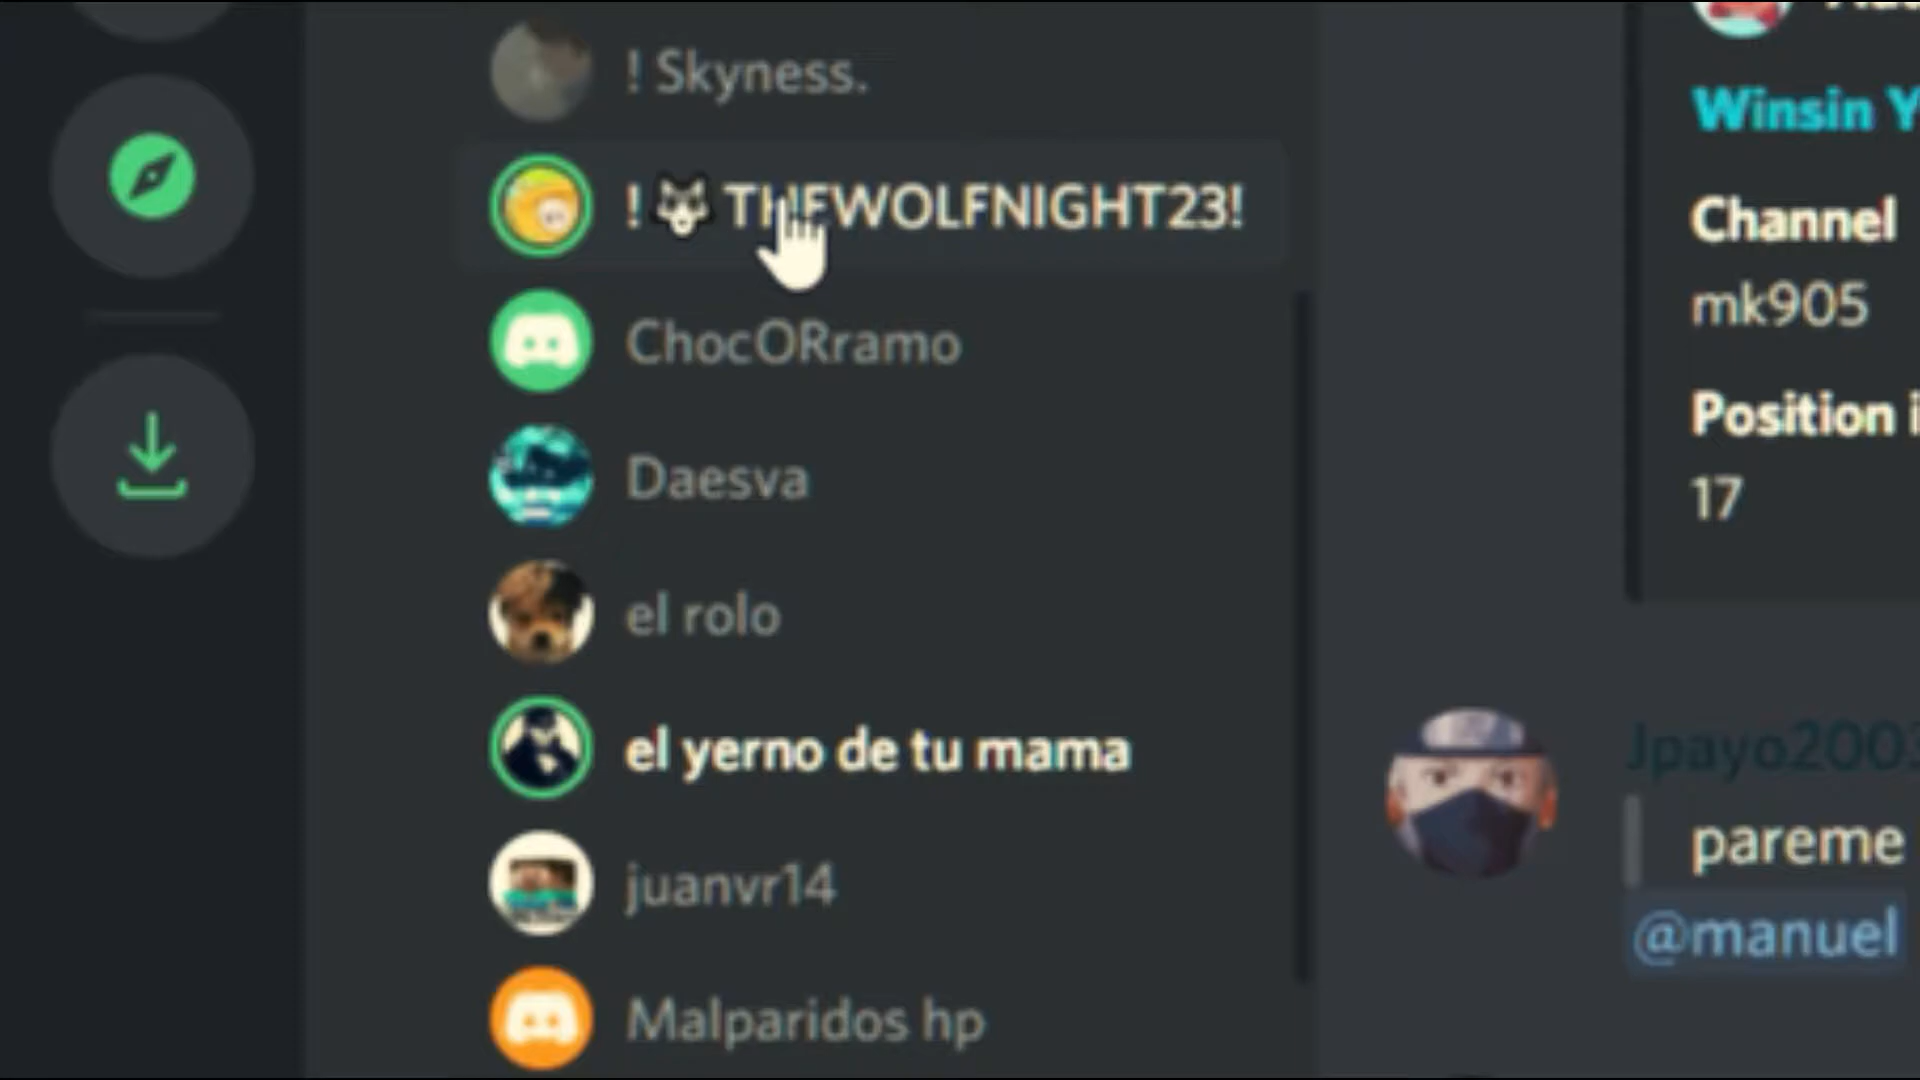 ! Skyness.
! 🐺 THEWOLFNIGHT23!
ChocORramo
Daesva
el rolo
el yerno de tu mama
juanvr14
Malparidos hp
Winsin Y
Channel
mk905
Position i
17
Jpayo2003
pareme
@manuel